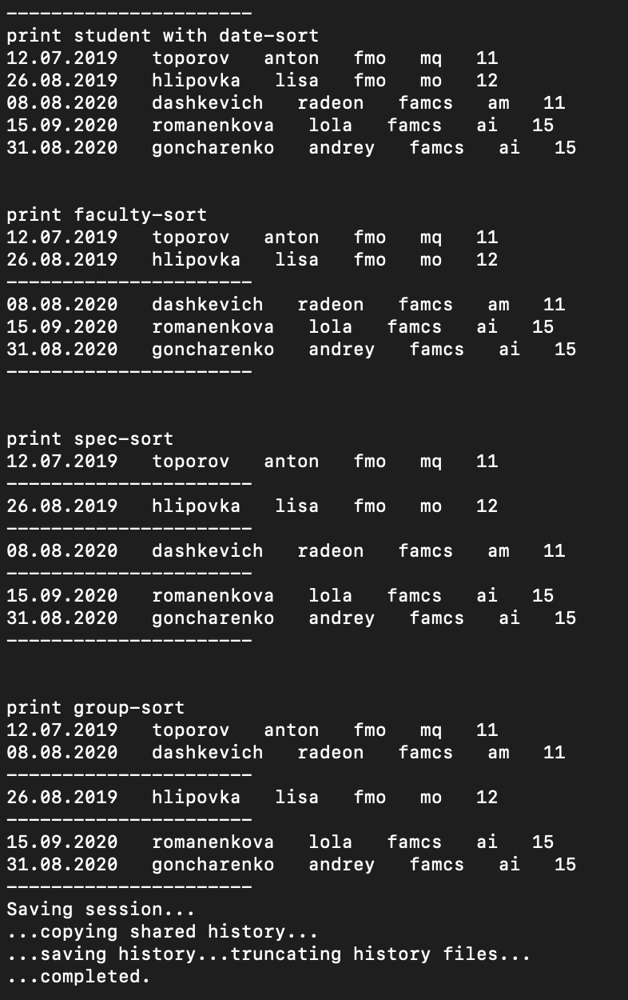 ----------------------
print student with date-sort
12.07.2019   toporov   anton   fmo   mq   11
26.08.2019   hlipovka   lisa   fmo   mo   12
08.08.2020   dashkevich   radeon   famcs   am   11
15.09.2020   romanenkova   lola   famcs   ai   15
31.08.2020   goncharenko   andrey   famcs   ai   15
print faculty-sort
12.07.2019   toporov   anton   fmo   mq   11
26.08.2019   hlipovka   lisa   fmo   mo   12
----------------------
08.08.2020   dashkevich   radeon   famcs   am   11
15.09.2020   romanenkova   lola   famcs   ai   15
31.08.2020   goncharenko   andrey   famcs   ai   15
----------------------
print spec-sort
12.07.2019   toporov   anton   fmo   mq   11
----------------------
26.08.2019   hlipovka   lisa   fmo   mo   12
----------------------
08.08.2020   dashkevich   radeon   famcs   am   11
----------------------
15.09.2020   romanenkova   lola   famcs   ai   15
31.08.2020   goncharenko   andrey   famcs   ai   15
----------------------
print group-sort
12.07.2019   toporov   anton   fmo   mq   11
08.08.2020   dashkevich   radeon   famcs   am   11
----------------------
26.08.2019   hlipovka   lisa   fmo   mo   12
----------------------
15.09.2020   romanenkova   lola   famcs   ai   15
31.08.2020   goncharenko   andrey   famcs   ai   15
----------------------
Saving session...
...copying shared history...
...saving history...truncating history files...
...completed.